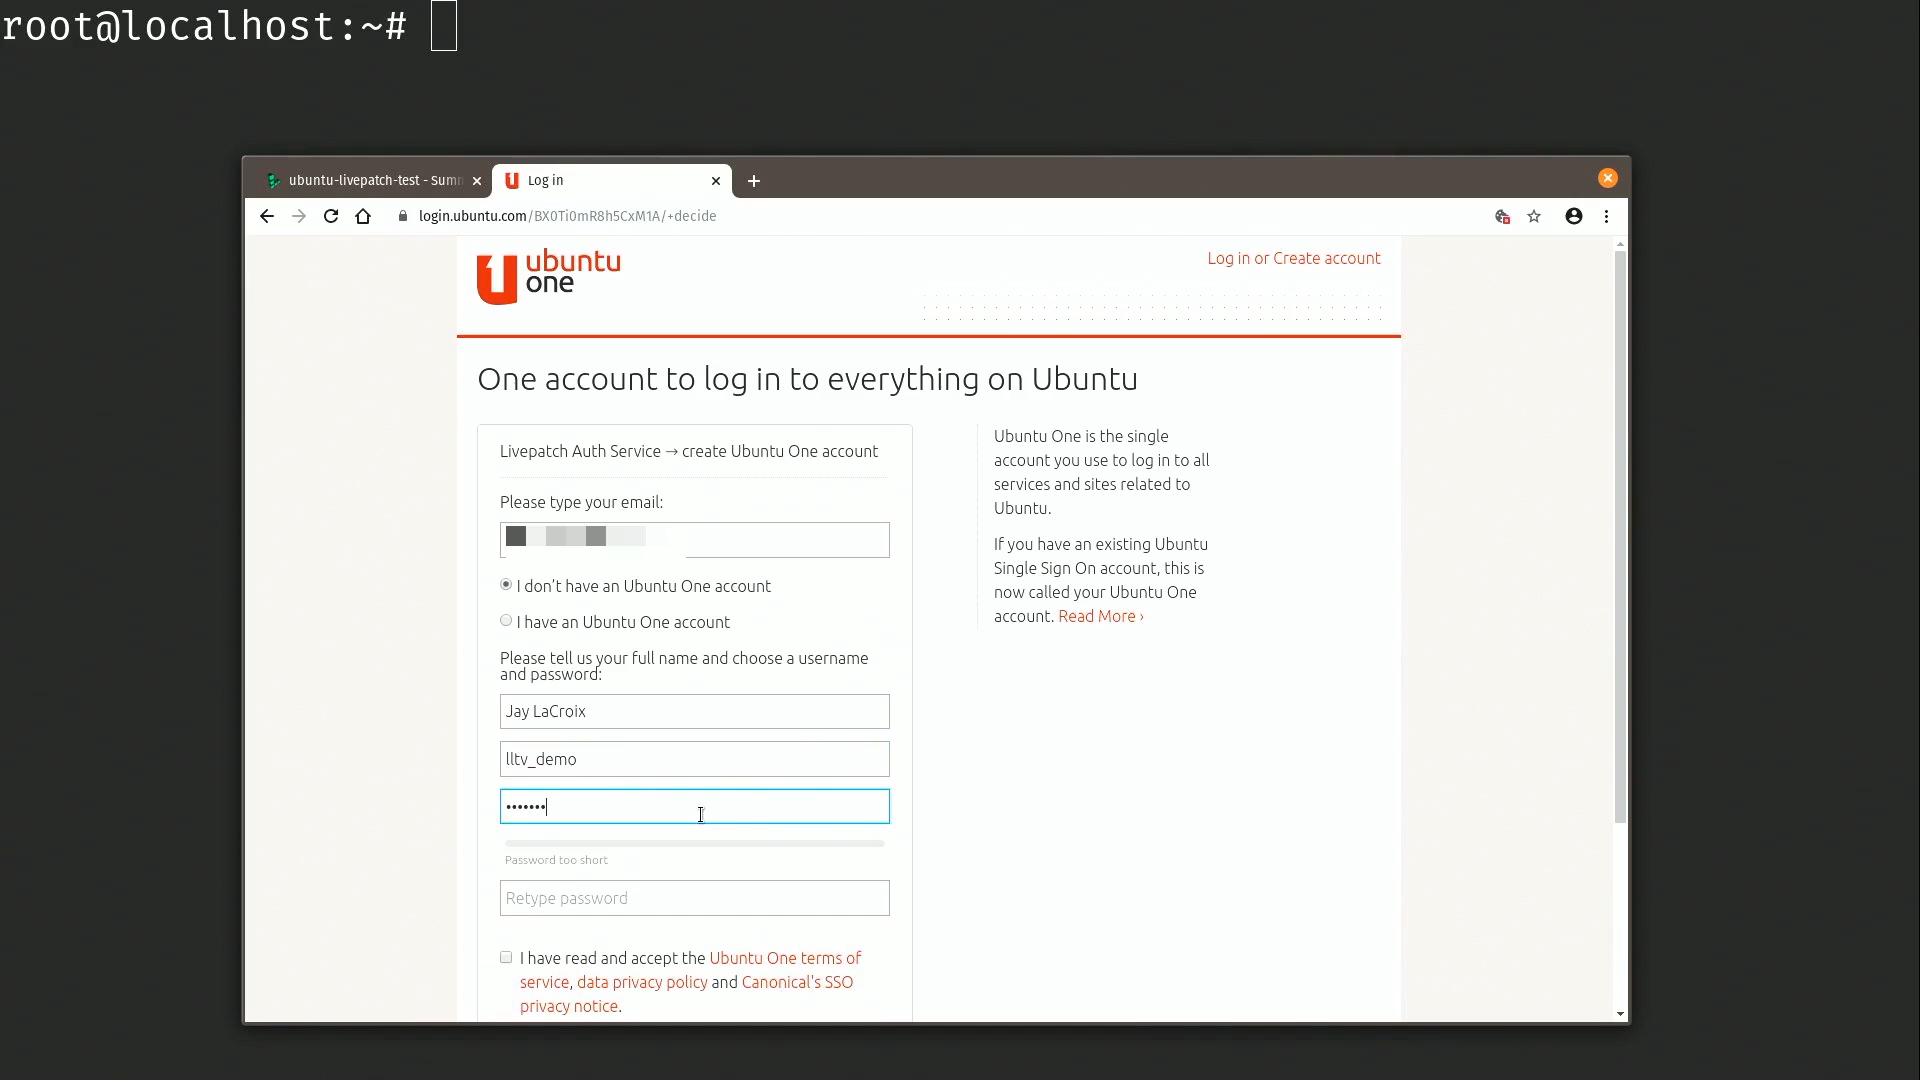 root@localhost:~#
ubuntu-livepatch-test - Sum
Log in
login.ubuntu.com/BX0Ti0mR8h5CxM1A/+decide
ubuntu
one
Log in or Create account
One account to log in to everything on Ubuntu
Livepatch Auth Service → create Ubuntu One account
Please type your email:
I don’t have an Ubuntu One account
I have an Ubuntu One account
Please tell us your full name and choose a username
and password:
Jay LaCroix
lltv_demo
•••••••
Password too short
Retype password
I have read and accept the Ubuntu One terms of
service, data privacy policy and Canonical's SSO
privacy notice.
Ubuntu One is the single
account you use to log in to all
services and sites related to
Ubuntu.
If you have an existing Ubuntu
Single Sign On account, this is
now called your Ubuntu One
account. Read More ›